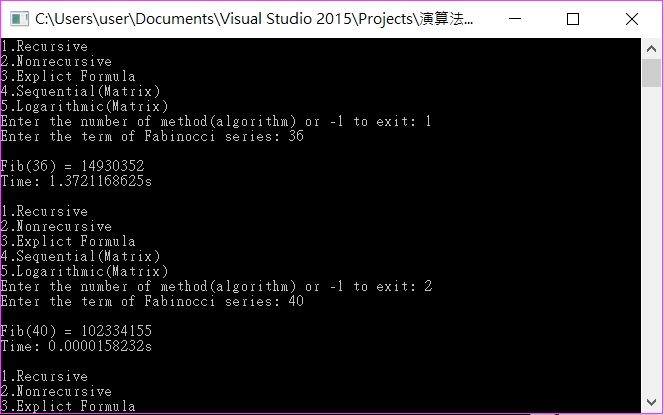 C:\Users\user\Documents\Visual Studio 2015\Projects\演算法...
1.Recursive
2.Nonrecursive
3.Explict Formula
4.Sequential(Matrix)
5.Logarithmic(Matrix)
Enter the number of method(algorithm) or -1 to exit: 1
Enter the term of Fabinocci series: 36
Fib(36) = 14930352
Time: 1.3721168625s
1.Recursive
2.Nonrecursive
3.Explict Formula
4.Sequential(Matrix)
5.Logarithmic(Matrix)
Enter the number of method(algorithm) or -1 to exit: 2
Enter the term of Fabinocci series: 40
Fib(40) = 102334155
Time: 0.0000158232s
1.Recursive
2.Nonrecursive
3.Explict Formula